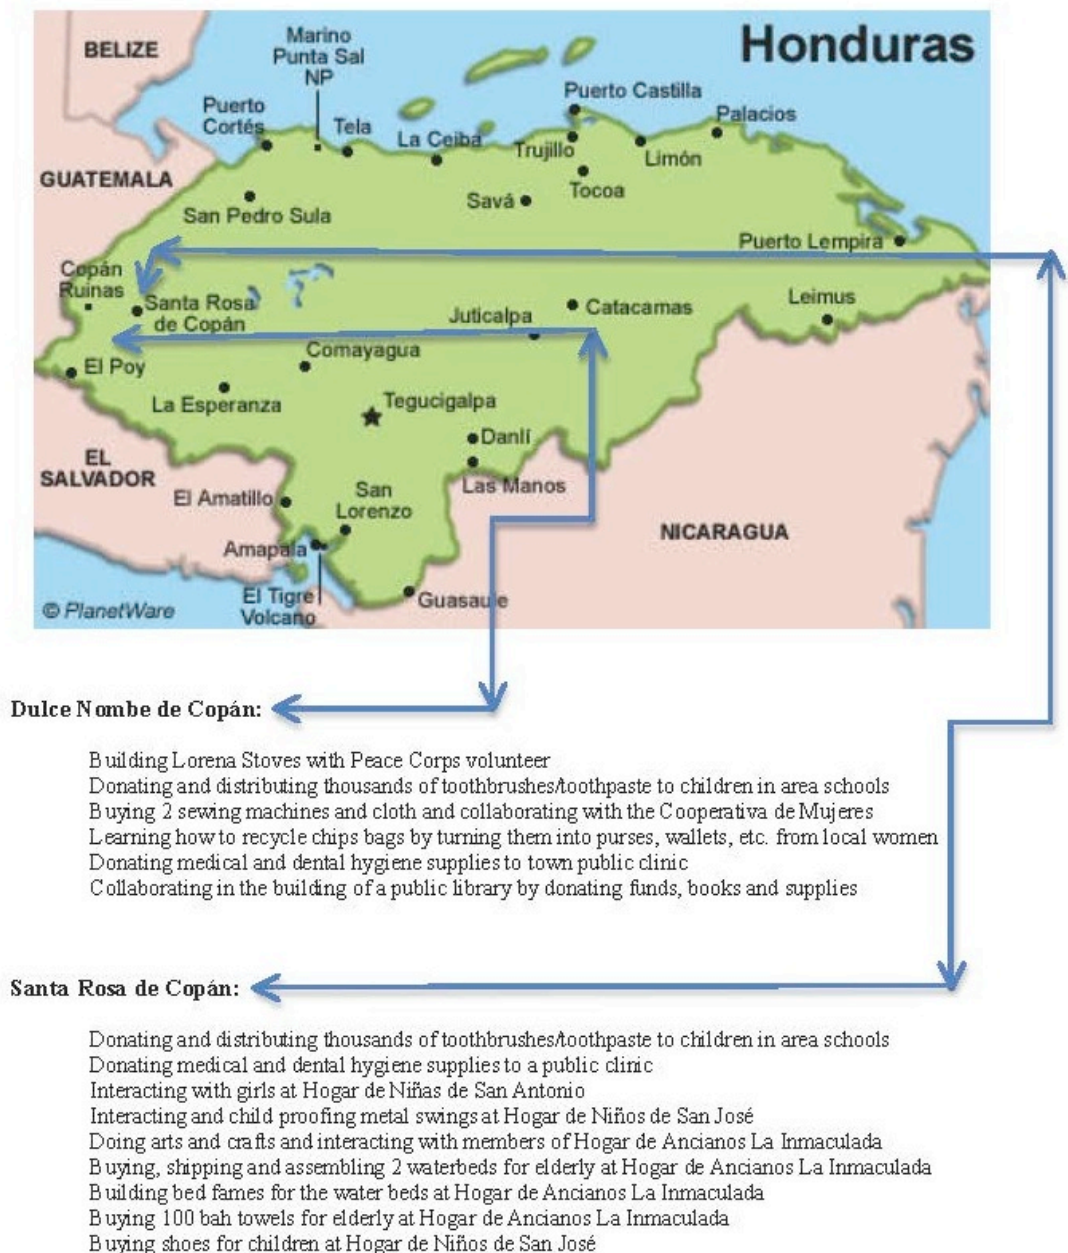 Honduras
BELIZE
Marino
Punta Sal
NP
Puerto
Cortés
Tela
La Ceiba
Puerto Castilla
Trujillo
Limón
Palacios
GUATEMALA
Tocoa
Savá
San Pedro Sula
Puerto Lempira
Copán
Ruinas
Santa Rosa
de Copán
Juticalpa
Catacamas
Leimus
El Poy
Comayagua
La Esperanza
Tegucigalpa
Danlí
Las Manos
EL
SALVADOR
El Amatillo
San
Lorenzo
NICARAGUA
Amapala
El Tigre
Volcano
Guasaule
© PlanetWare
Dulce Nombe de Copán:
Building Lorena Stoves with Peace Corps volunteer
Donating and distributing thousands of toothbrushes/toothpaste to children in area schools
Buying 2 sewing machines and cloth and collaborating with the Cooperativa de Mujeres
Learning how to recycle chips bags by turning them into purses, wallets, etc. from local women
Donating medical and dental hygiene supplies to town public clinic
Collaborating in the building of a public library by donating funds, books and supplies
Santa Rosa de Copán:
Donating and distributing thousands of toothbrushes/toothpaste to children in area schools
Donating medical and dental hygiene supplies to a public clinic
Interacting with girls at Hogar de Niñas de San Antonio
Interacting and child proofing metal swings at Hogar de Niños de San José
Doing arts and crafts and interacting with members of Hogar de Ancianos La Inmaculada
Buying, shipping and assembling 2 waterbeds for elderly at Hogar de Ancianos La Inmaculada
Building bed fames for the water beds at Hogar de Ancianos La Inmaculada
Buying 100 bah towels for elderly at Hogar de Ancianos La Inmaculada
Buying shoes for children at Hogar de Niños de San José